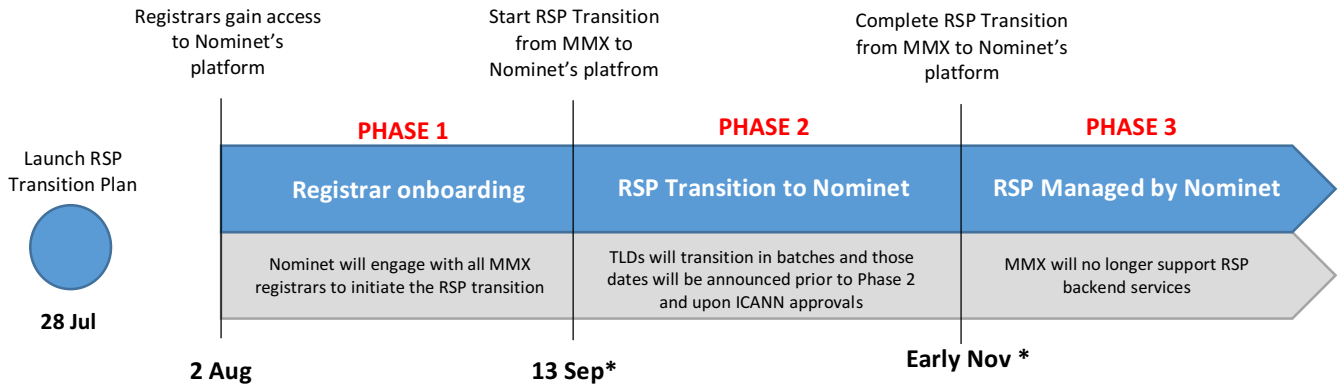 Registrars gain access
to Nominet's
platform
Start RSP Transition
from MMX to
Nominet's platfrom
Complete RSP Transition
from MMX to Nominet's
platform
PHASE 1
PHASE 2
PHASE 3
Launch RSP
Transition Plan
Registrar onboarding
RSP Transition to Nominet
RSP Managed by Nominet
Nominet will engage with all MMX
registrars to initiate the RSP transition
TLDs will transition in batches and those
dates will be announced prior to Phase 2
and upon ICANN approvals
MMX will no longer support RSP
backend services
28 Jul
2 Aug
13 Sep*
Early Nov *